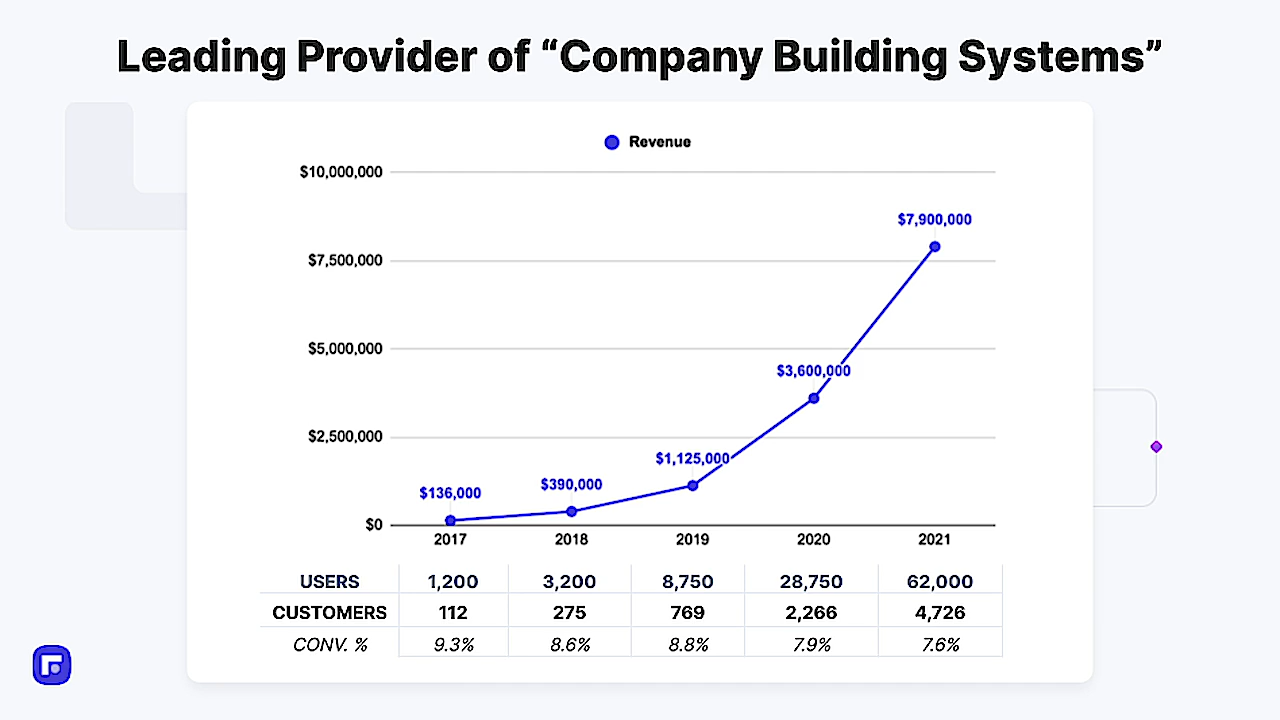 Leading Provider of “Company Building Systems”
Revenue
$10,000,000
$7,900,000
$7,500,000
$5,000,000
$3,600,000
$2,500,000
$1,125,000
$390,000
$136,000
$0
2017 2018 2019 2020 2021
USERS 1,200 3,200 8,750 28,750 62,000
CUSTOMERS 112 275 769 2,266 4,726
CONV. % 9.3% 8.6% 8.8% 7.9% 7.6%